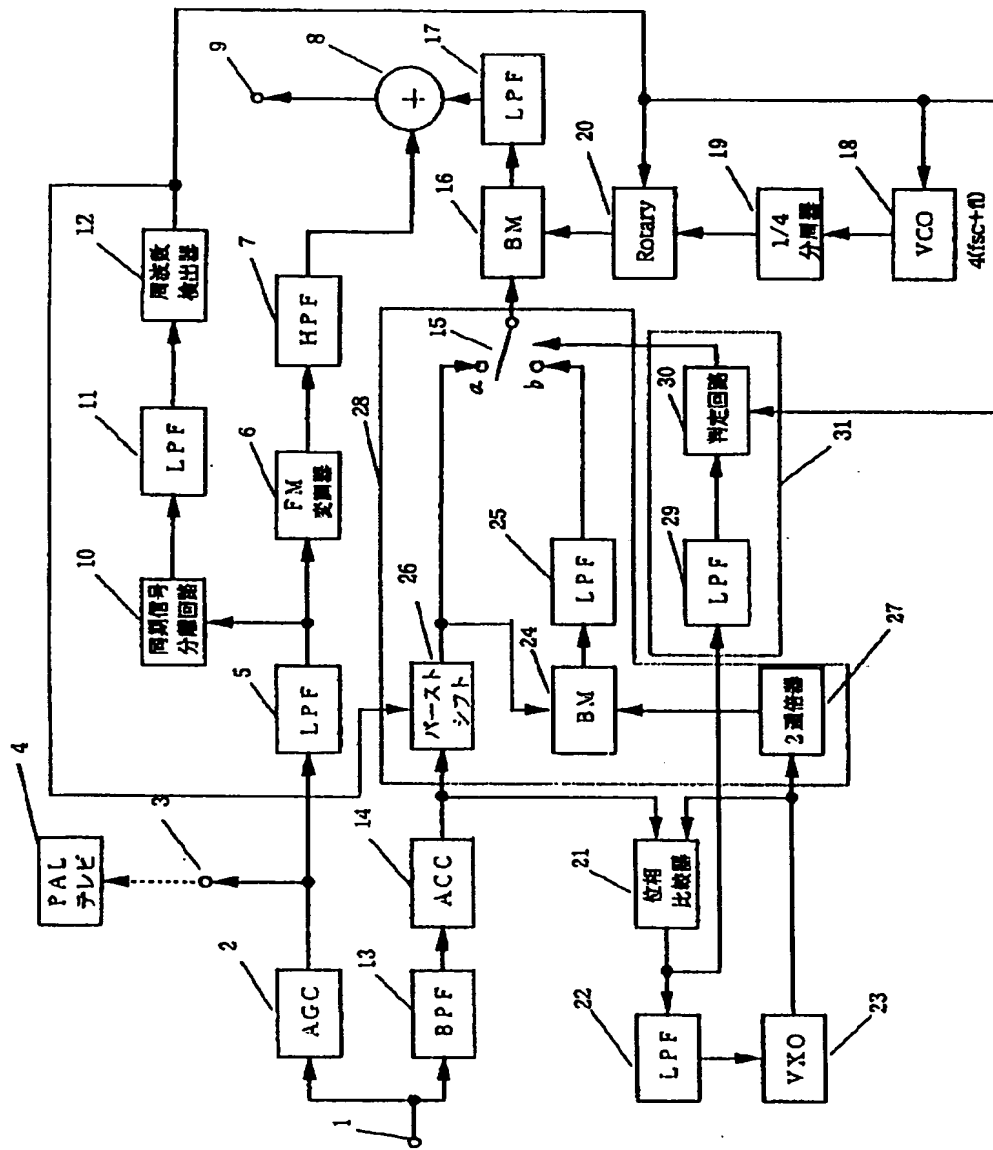 4
PAL
テレビ
3
10
同期信号
分離回路
11
LPF
12
周波数
検出器
9
2
AGC
5
LPF
6
FM
変調器
7
HPF
8
+
1
13
BPF
14
ACC
26
バースト
シフト
28
a
15
b
16
BM
17
LPF
24
BM
25
LPF
20
Rotary
22
LPF
21
位相
比較器
29
LPF
30
判定回路
19
1/4
分周器
23
VXO
27
2逓倍器
31
18
VCO
4(fsc+fl)